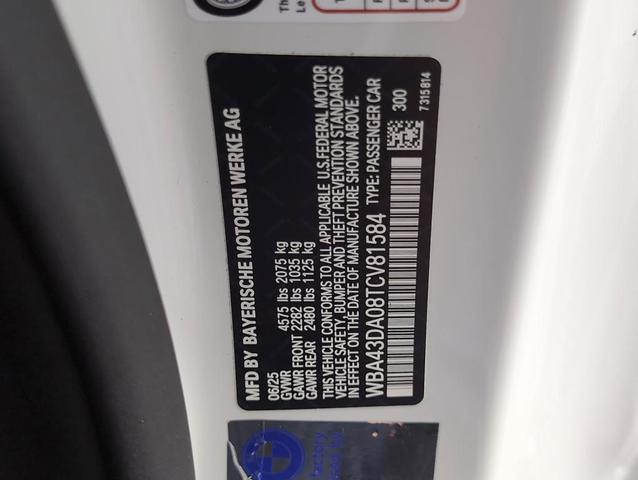 MFD BY BAYERISCHE MOTOREN WERKE AG
06/25
GVWR 4575 lbs 2075 kg
GAWR FRONT 2282 lbs 1035 kg
GAWR REAR 2480 lbs 1125 kg
THIS VEHICLE CONFORMS TO ALL APPLICABLE U.S.FEDERAL MOTOR
VEHICLE SAFETY, BUMPER AND THEFT PREVENTION STANDARDS
IN EFFECT ON THE DATE OF MANUFACTURE SHOWN ABOVE.
WBA43DA08TCV81584 TYPE: PASSENGER CAR
300
7315814
factory